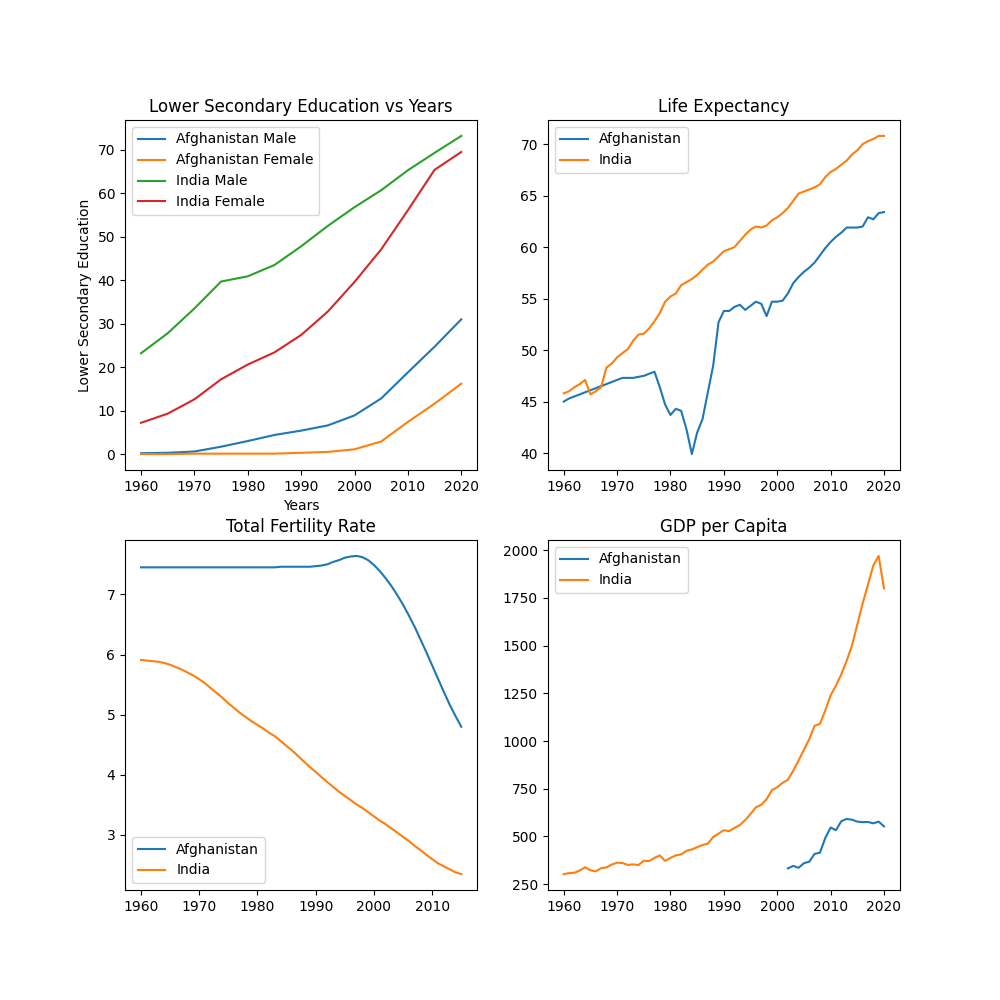 Lower Secondary Education vs Years
Afghanistan Male
Afghanistan Female
India Male
India Female
Lower Secondary Education
70
60
50
40
30
20
10
0
1960 1970 1980 1990 2000 2010 2020
Years
Life Expectancy
Afghanistan
India
70
65
60
55
50
45
40
1960 1970 1980 1990 2000 2010 2020
Total Fertility Rate
7
6
5
4
3
Afghanistan
India
1960 1970 1980 1990 2000 2010
GDP per Capita
Afghanistan
India
2000
1750
1500
1250
1000
750
500
250
1960 1970 1980 1990 2000 2010 2020